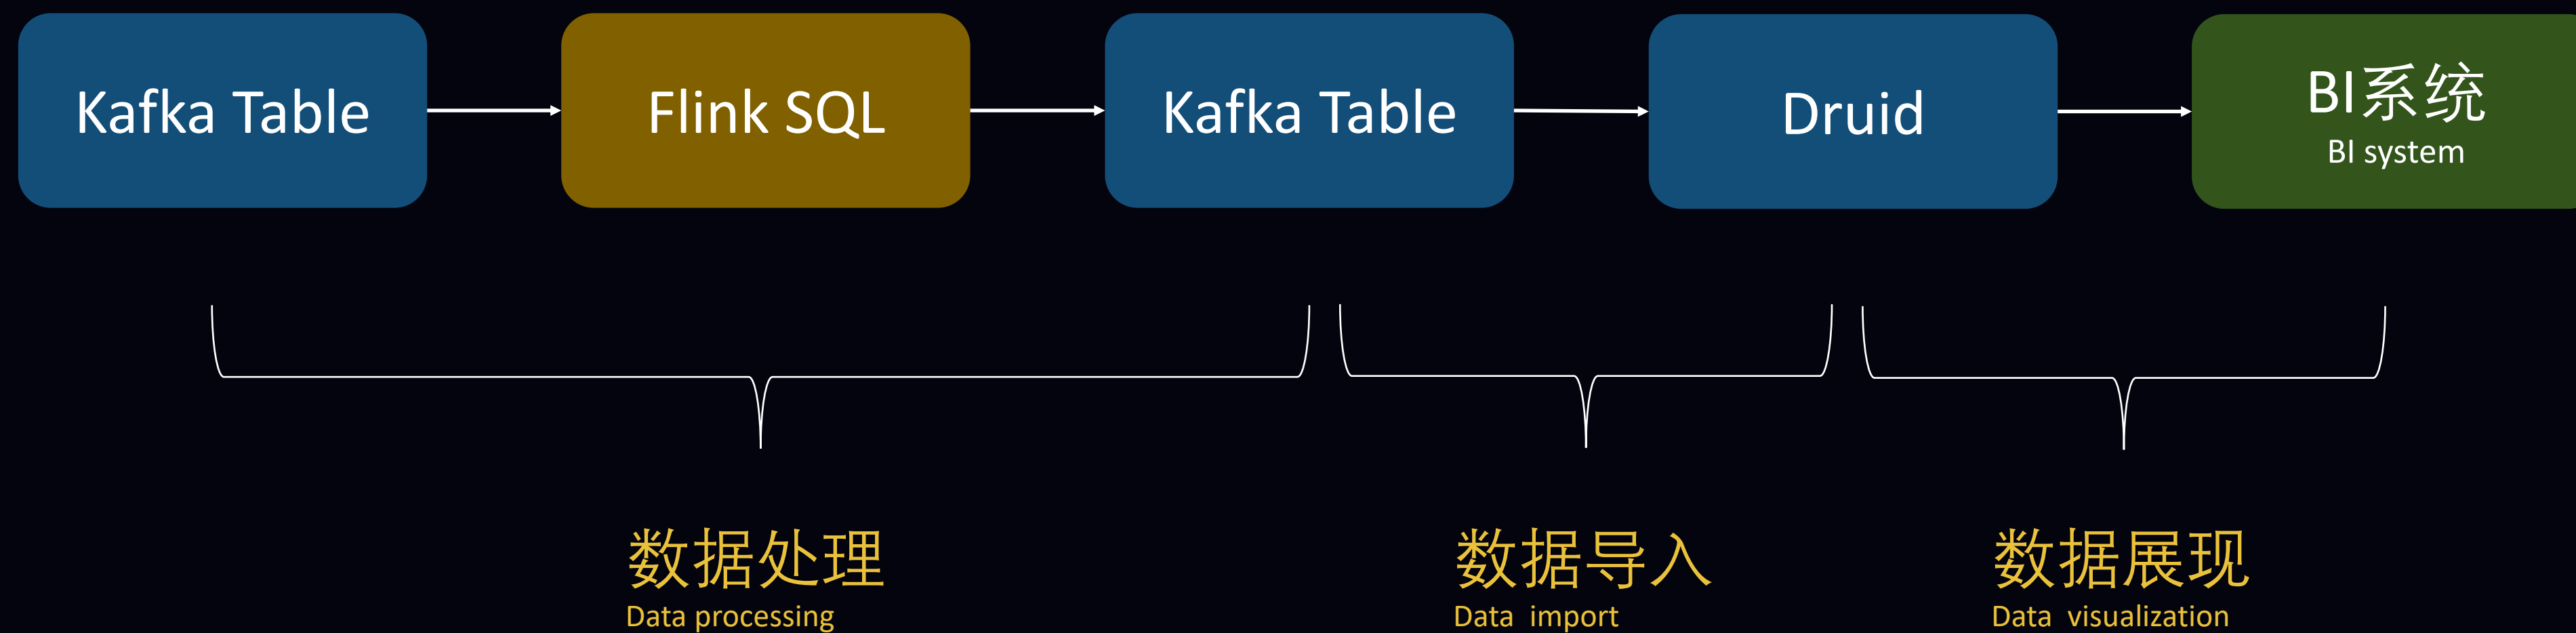 Kafka Table
Flink SQL
Kafka Table
Druid
BI系统
BI system
数据处理
Data processing
数据导入
Data import
数据展现
Data visualization